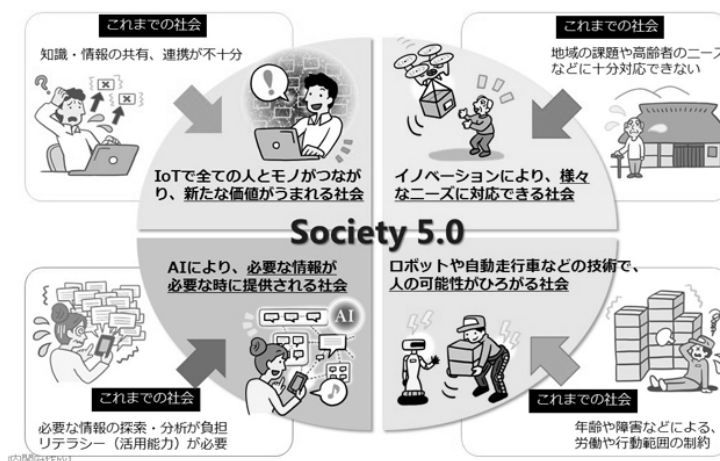 これまでの社会
知識・情報の共有、連携が不十分
これまでの社会
地域の課題や高齢者のニーズ
などに十分対応できない
IoTで全ての人とモノがつなが
り、新たな価値がうまれる社会
イノベーションにより、様々
なニーズに対応できる社会
Society 5.0
AIにより、必要な情報が
必要な時に提供される社会
AI
ロボットや自動走行車などの技術で、
人の可能性がひろがる社会
これまでの社会
必要な情報の探索・分析が負担
リテラシー（活用能力）が必要
これまでの社会
年齢や障害などによる、
労働や行動範囲の制約